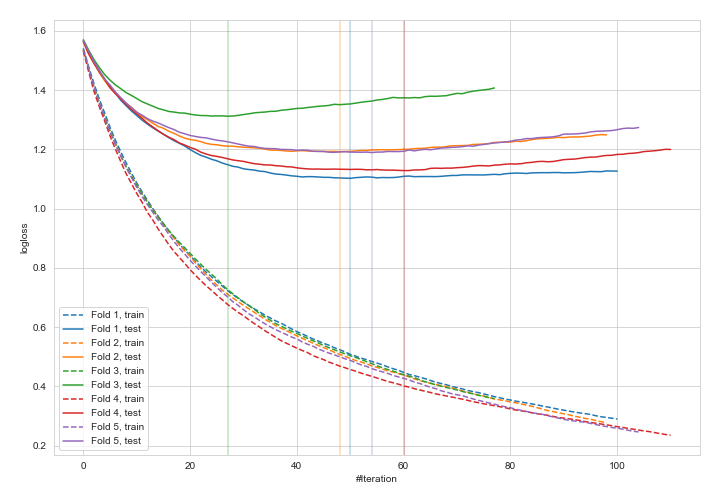 1.6
1.4
1.2
1.0
0.8
0.6
0.4
0.2
logloss
Fold 1, train
Fold 1, test
Fold 2, train
Fold 2, test
Fold 3, train
Fold 3, test
Fold 4, train
Fold 4, test
Fold 5, train
Fold 5, test
0 20 40 60 80 100
#Iteration